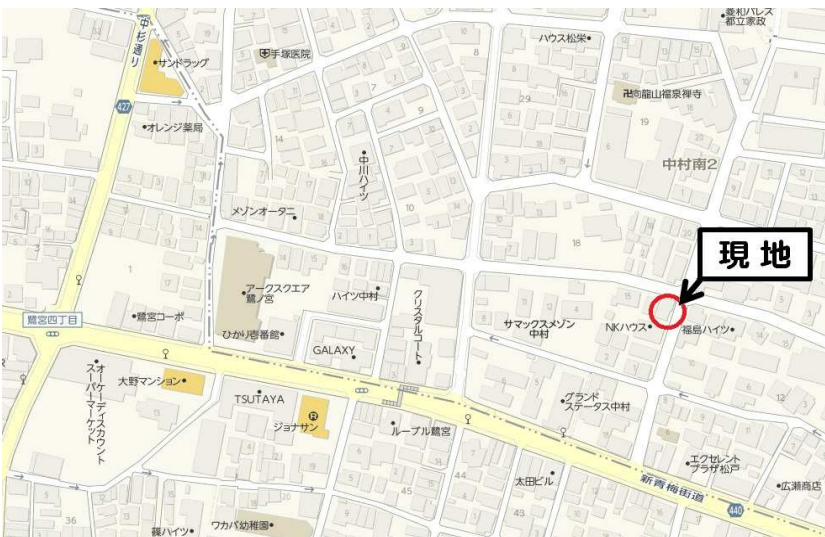 菱和パレス
都立家政
中杉通り
サンドラッグ
手塚医院
ハウス松栄
427
オレンジ薬局
卍向龍山福泉禅寺
中村南2
中川ハイツ
メゾンオータニ
現地
アークスクエア
鷺ノ宮
ハイツ中村
クリスタルコート
サマックスメゾン
中村
NKハウス
福島ハイツ
鷺宮四丁目
鷺宮コーポ
ひかり壱番館
GALAXY
大野マンション
オーケーディスカウント
スーパーマーケット
TSUTAYA
ジョナサン
ルーブル鷺宮
グランド
ステータス中村
太田ビル
エクセレント
プラザ松戸
新青梅街道
440
広瀬商店
篠ハイツ
ワカバ幼稚園
36
44
45
43
29
19
18
14
10
12